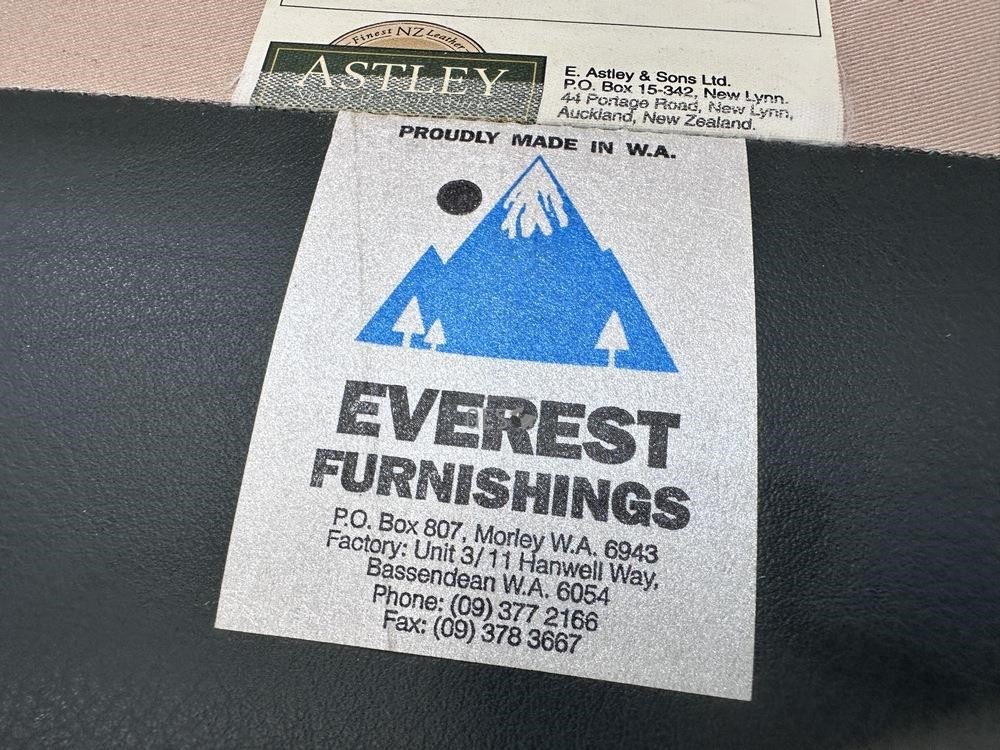 Finest NZ Leather
ASTLEY
E. Astley & Sons Ltd.
P.O. Box 15-342, New Lynn.
44 Portage Road, New Lynn,
Auckland, New Zealand.
PROUDLY MADE IN W.A.
EVEREST
FURNISHINGS
P.O. Box 807, Morley W.A. 6943
Factory: Unit 3/11 Hanwell Way,
Bassendean W.A. 6054
Phone: (09) 377 2166
Fax: (09) 378 3667